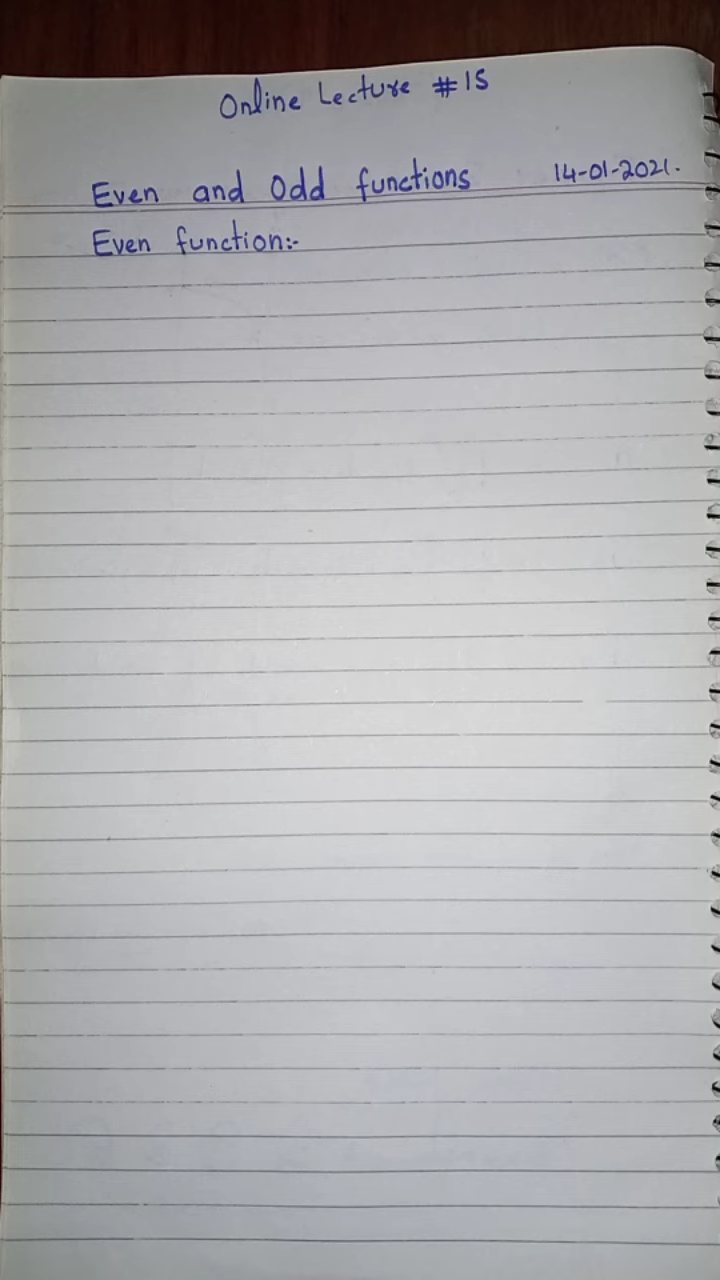 Online Lecture #15
Even and Odd functions 14-01-2021.
Even function:-